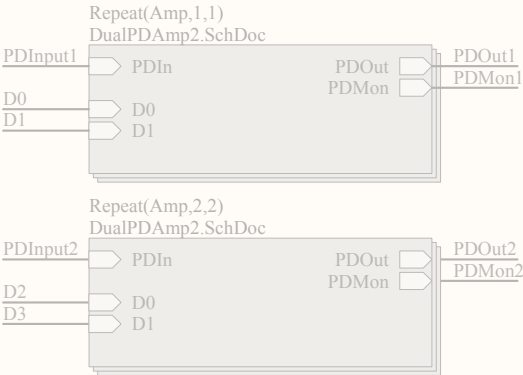 Repeat(Amp,1,1)
DualPDAmp2.SchDoc
PDInput1 PDIn PDOut PDOut1
PDMon PDMon1
D0 D0
D1 D1
Repeat(Amp,2,2)
DualPDAmp2.SchDoc
PDInput2 PDIn PDOut PDOut2
PDMon PDMon2
D2 D0
D3 D1